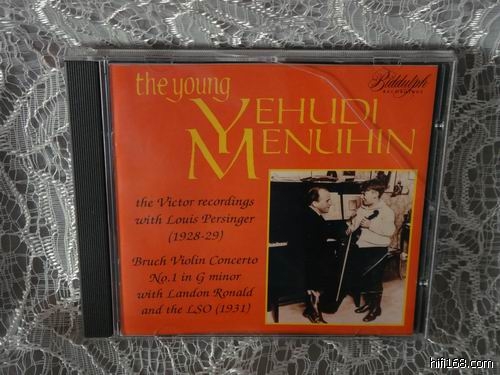 the young
YEHUDI
MENUHIN
Biddulph
RECORDINGS
the Victor recordings
with Louis Persinger
(1928-29)
Bruch Violin Concerto
No.1 in G minor
with Landon Ronald
and the LSO (1931)
hifi168.com